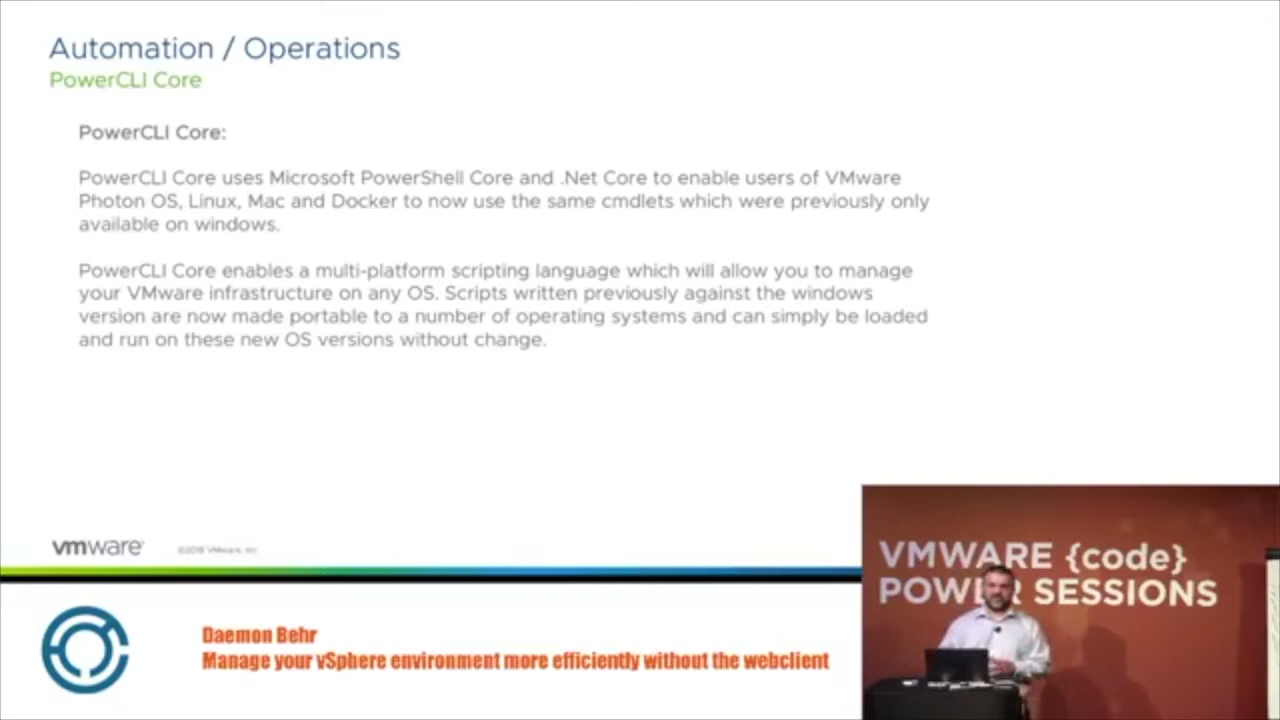 Automation / Operations
PowerCLI Core
PowerCLI Core:
PowerCLI Core uses Microsoft PowerShell Core and .Net Core to enable users of VMware
Photon OS, Linux, Mac and Docker to now use the same cmdlets which were previously only
available on windows.
PowerCLI Core enables a multi-platform scripting language which will allow you to manage
your VMware infrastructure on any OS. Scripts written previously against the windows
version are now made portable to a number of operating systems and can simply be loaded
and run on these new OS versions without change.
vmware
©2018 VMware, Inc.
Daemon Behr
Manage your vSphere environment more efficiently without the webclient
VMWARE {code}
POWER SESSIONS